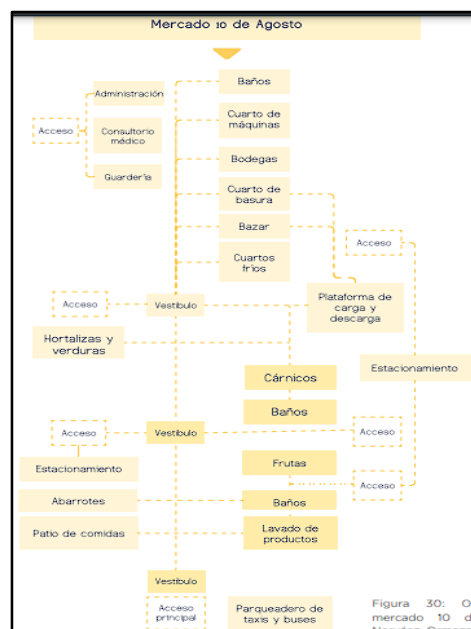 Mercado 10 de Agosto
Baños
Administración
Cuarto de
máquinas
Acceso
Consultorio
médico
Bodegas
Guardería
Cuarto de
basura
Bazar
Acceso
Cuartos
fríos
Acceso
Vestíbulo
Plataforma de
carga y
descarga
Hortalizas y
verduras
Estacionamiento
Cárnicos
Baños
Acceso
Vestíbulo
Acceso
Frutas
Estacionamiento
Acceso
Abarrotes
Baños
Patio de comidas
Lavado de
productos
Vestíbulo
Acceso
principal
Parqueadero de
taxis y buses
Figura 30: O
mercado 10 d